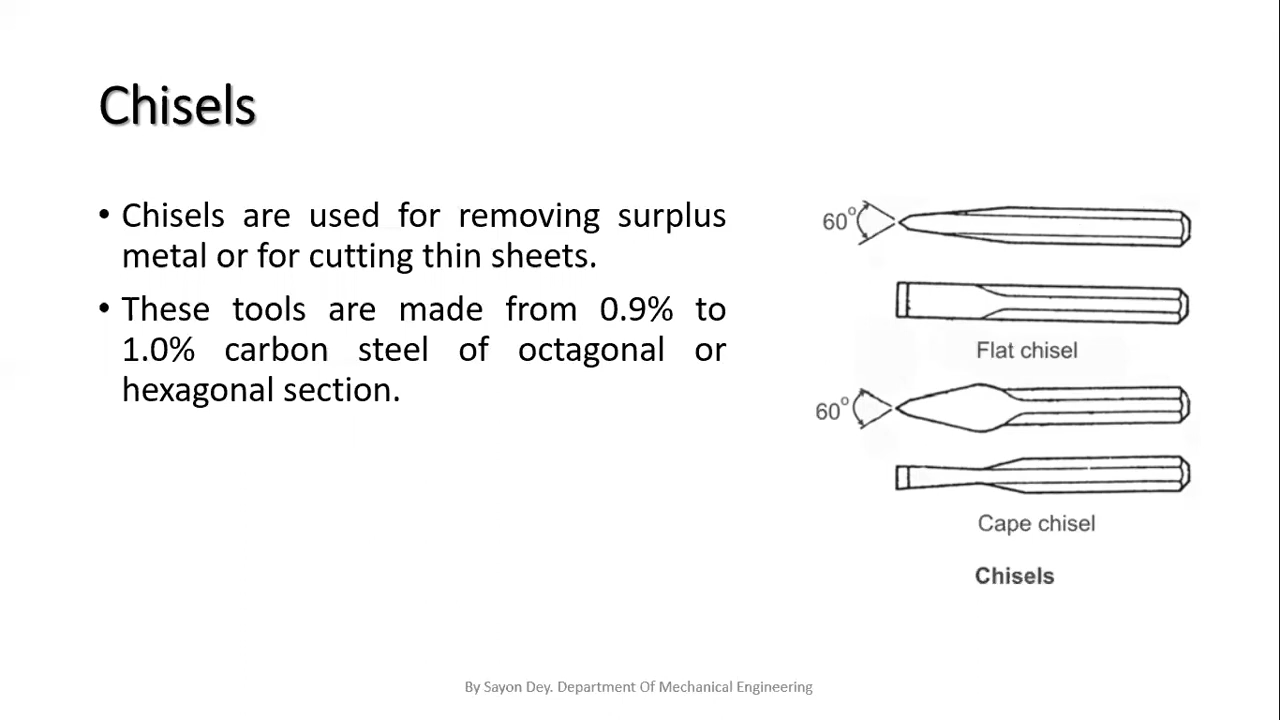 Chisels
• Chisels are used for removing surplus
metal or for cutting thin sheets.
• These tools are made from 0.9% to
1.0% carbon steel of octagonal or
hexagonal section.
60°
Flat chisel
60°
Cape chisel
Chisels
By Sayon Dey. Department Of Mechanical Engineering